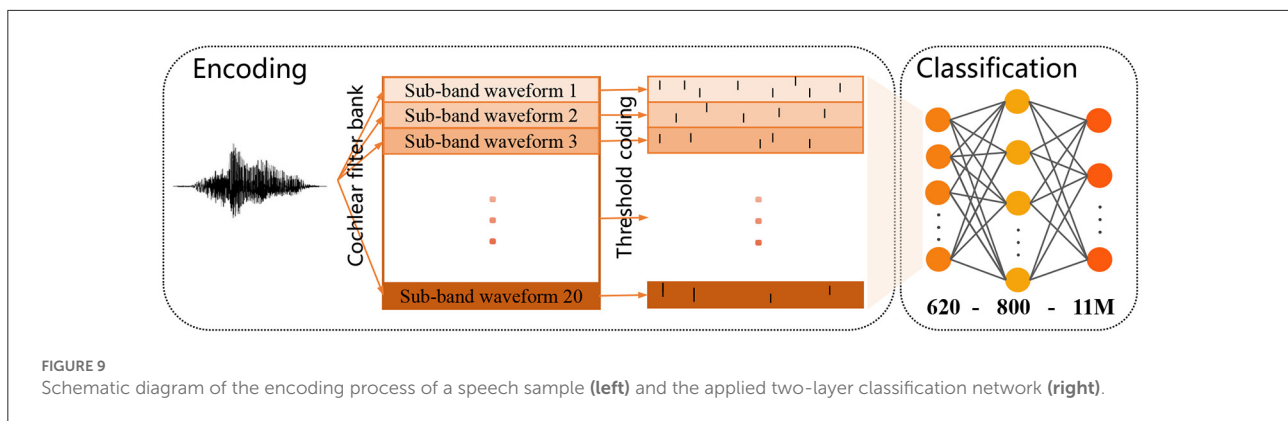 Encoding
Cochlear filter bank
Sub-band waveform 1
Sub-band waveform 2
Sub-band waveform 3
Sub-band waveform 20
Threshold coding
Classification
620 - 800 - 11M
FIGURE 9
Schematic diagram of the encoding process of a speech sample (left) and the applied two-layer classification network (right).